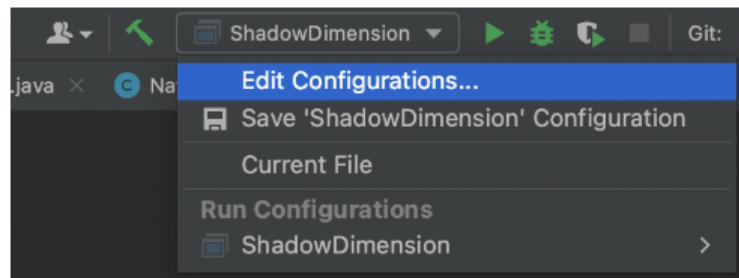 ShadowDimension Git:
.java Na
Edit Configurations...
Save 'ShadowDimension' Configuration
Current File
Run Configurations
ShadowDimension